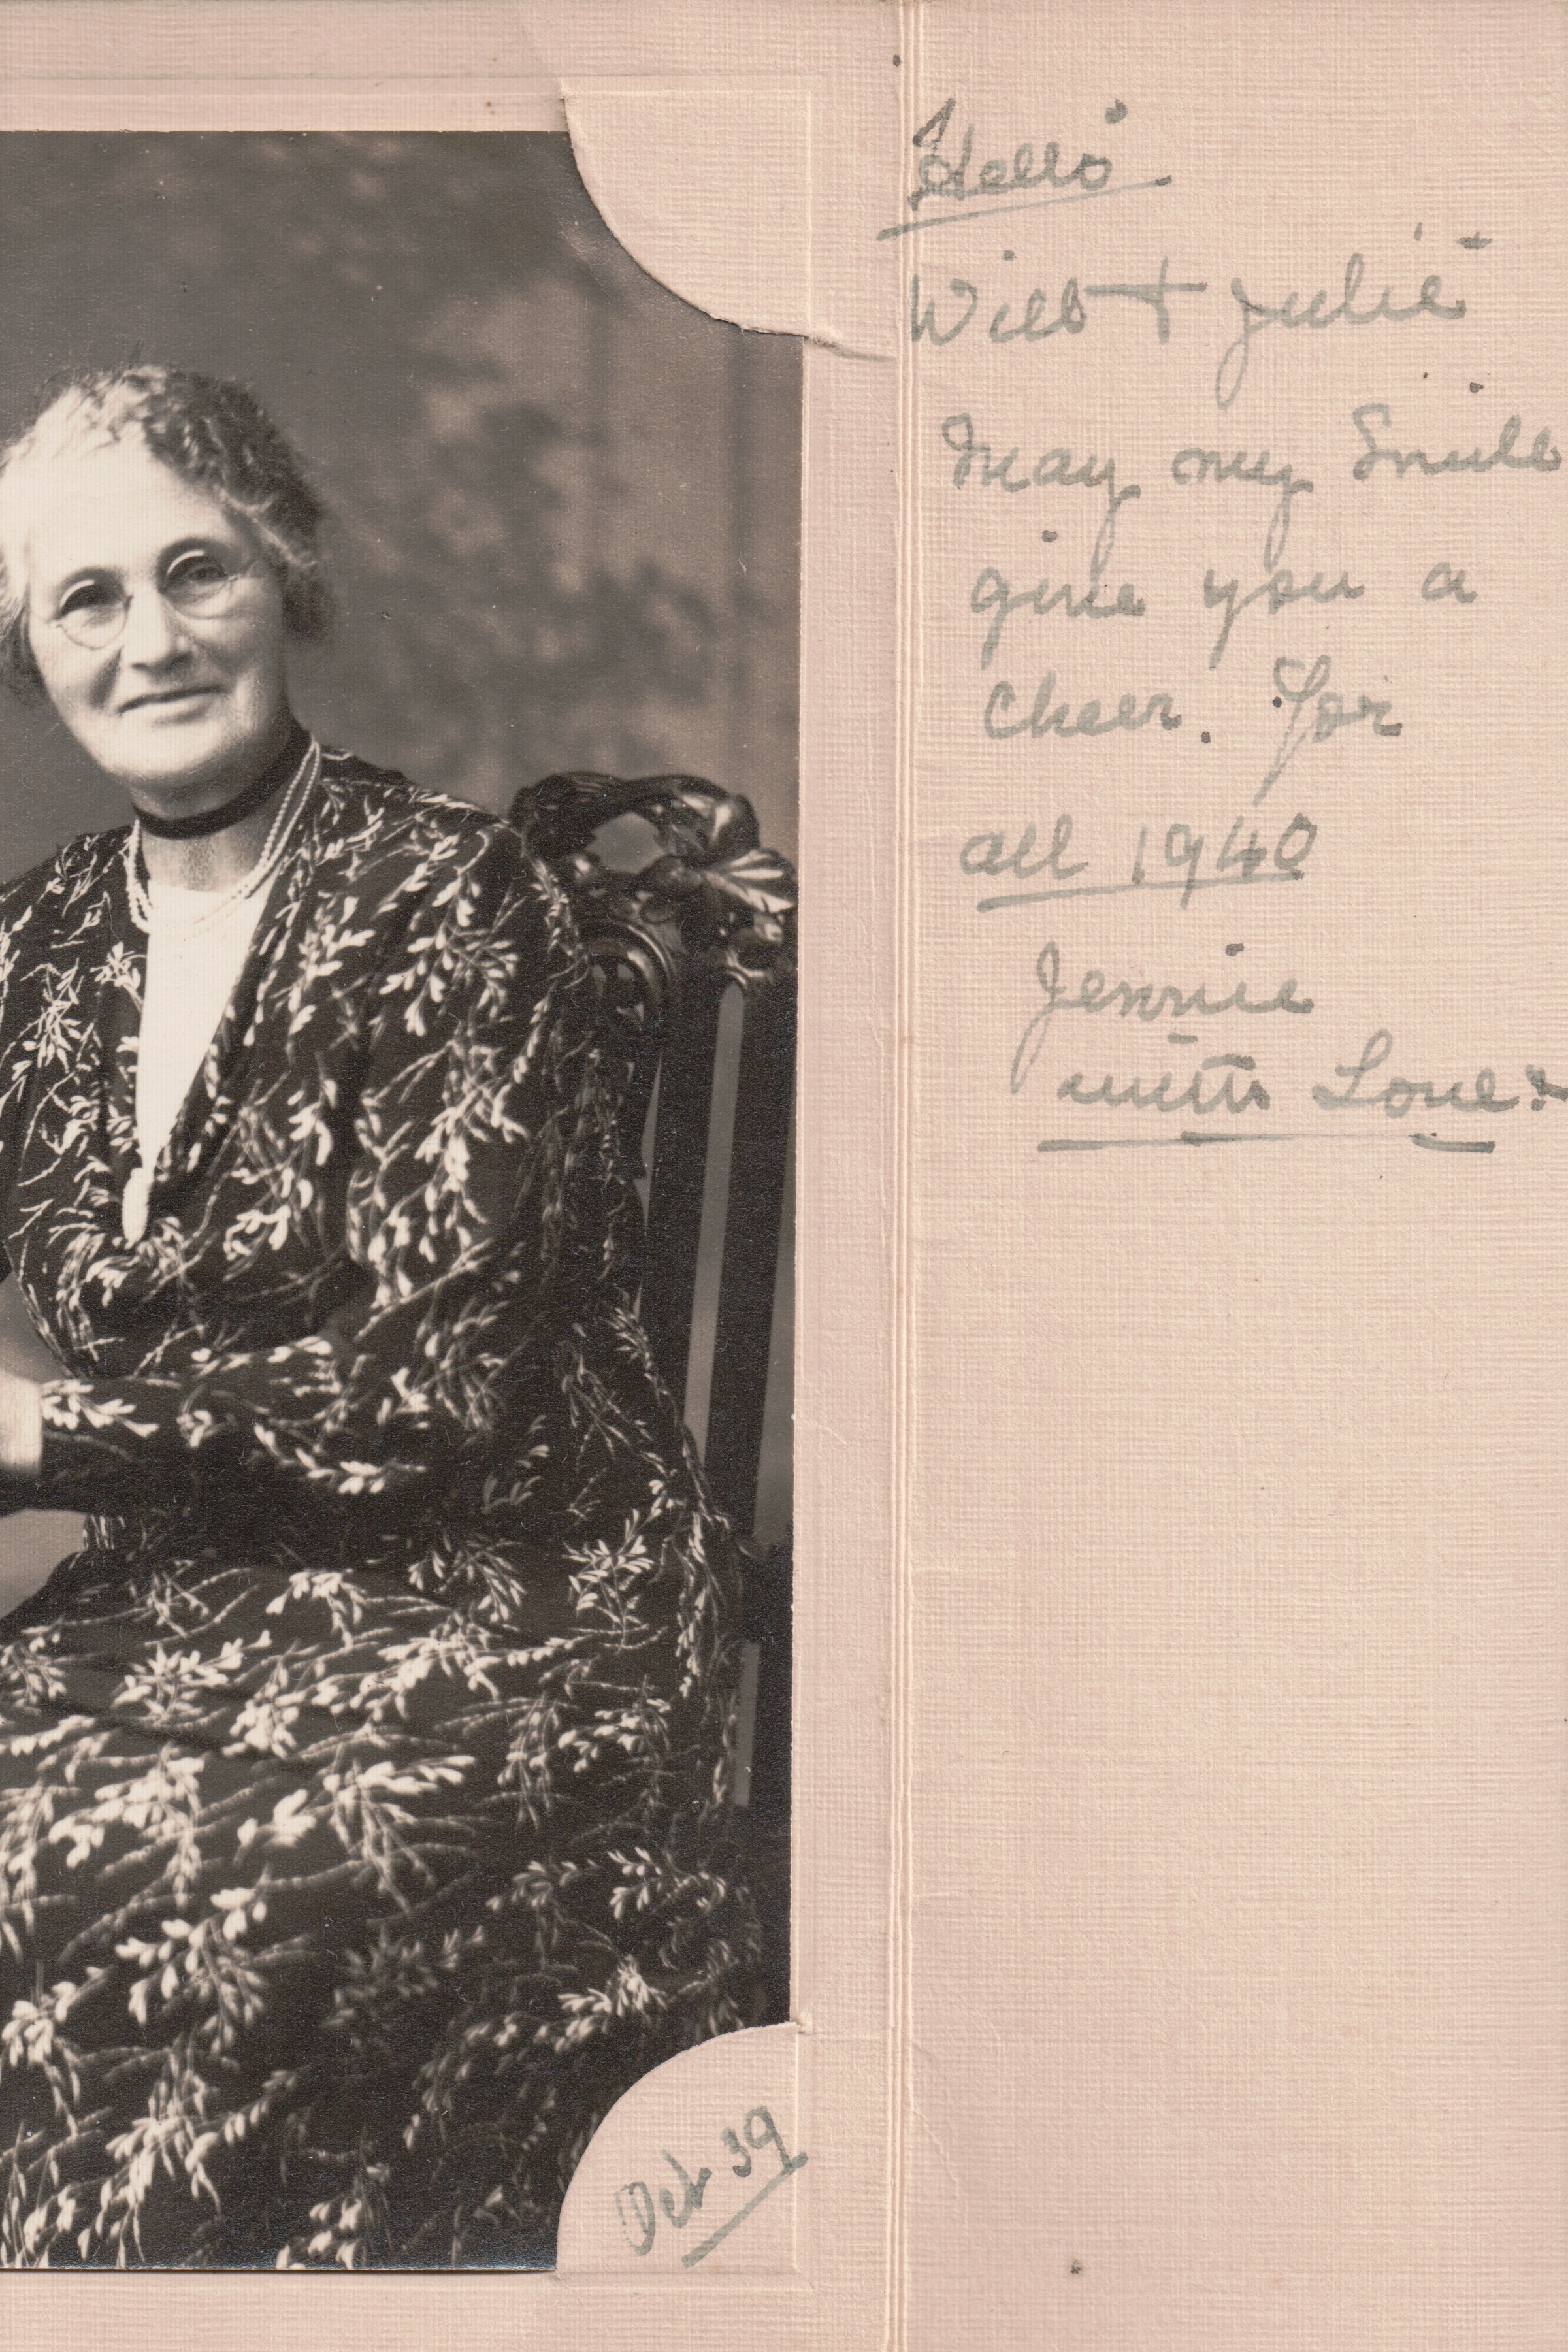 Hello
Will + Julie
May my Smile
give you a
Cheer. For
all 1940
Jennie
with Love.
Oct 39